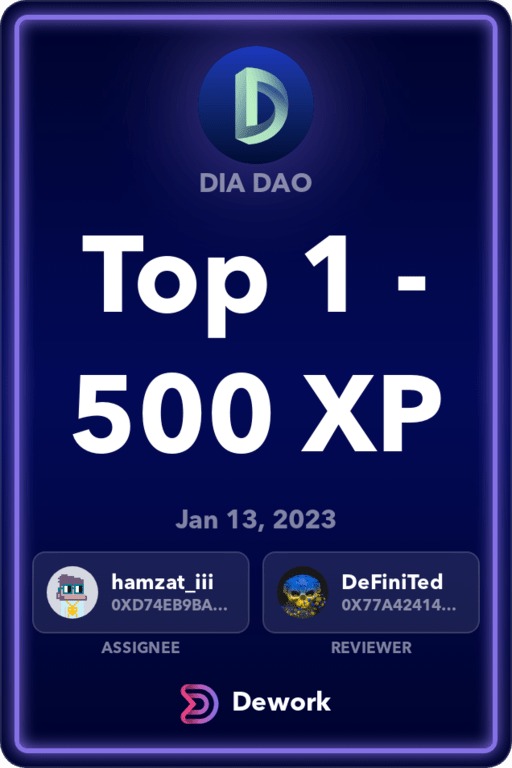 DIA DAO
Top 1 -
500 XP
Jan 13, 2023
hamzat_iii
0XD74EB9BA...
ASSIGNEE
DeFiniTed
0X77A42414...
REVIEWER
Dework